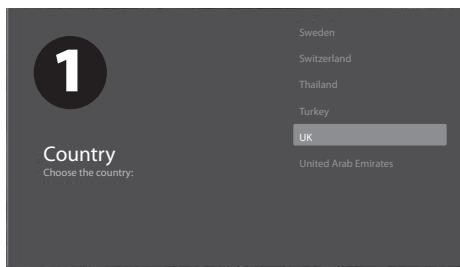 1
Country
Choose the country:
Sweden
Switzerland
Thailand
Turkey
UK
United Arab Emirates